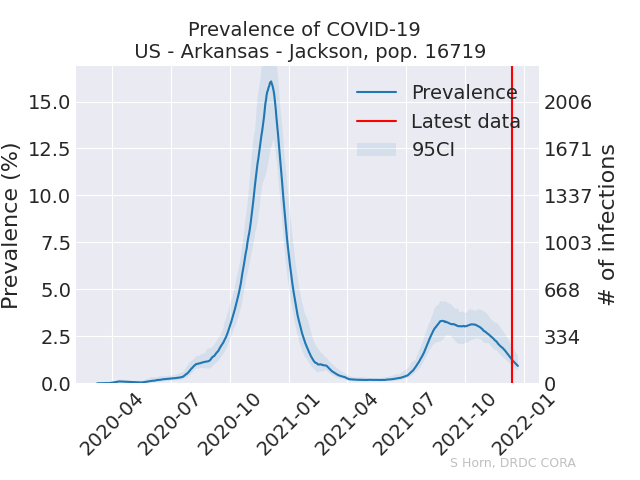 Prevalence of COVID-19
US - Arkansas - Jackson, pop. 16719
Prevalence
Latest data
95CI
Prevalence (%)
15.0
12.5
10.0
7.5
5.0
2.5
0.0
2006
1671
1337
1003
668
334
0
# of infections
2020-04
2020-07
2020-10
2021-01
2021-04
2021-07
2021-10
2022-01
S Horn, DRDC CORA